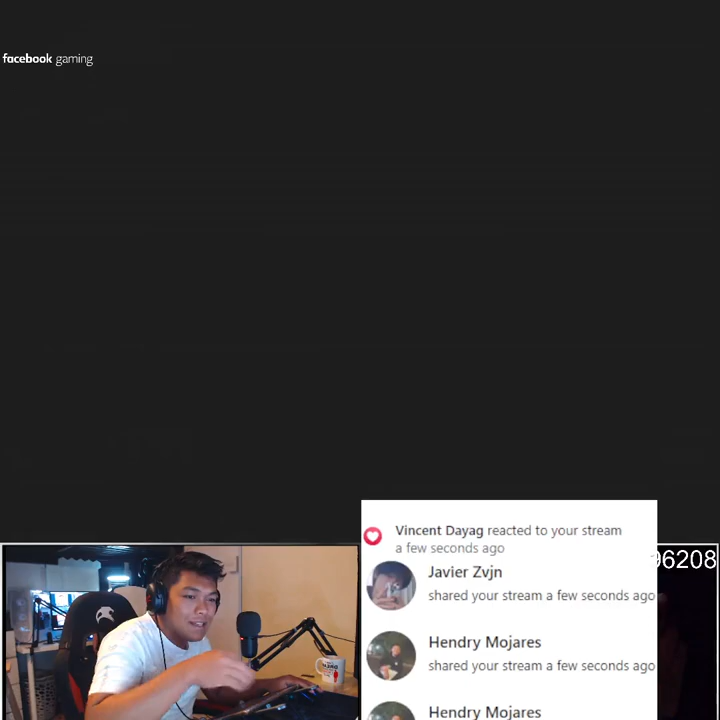 facebook gaming
Vincent Dayag reacted to your stream
a few seconds ago
96208
Javier Zvjn
shared your stream a few seconds ago
Hendry Mojares
shared your stream a few seconds ago
Hendry Mojares